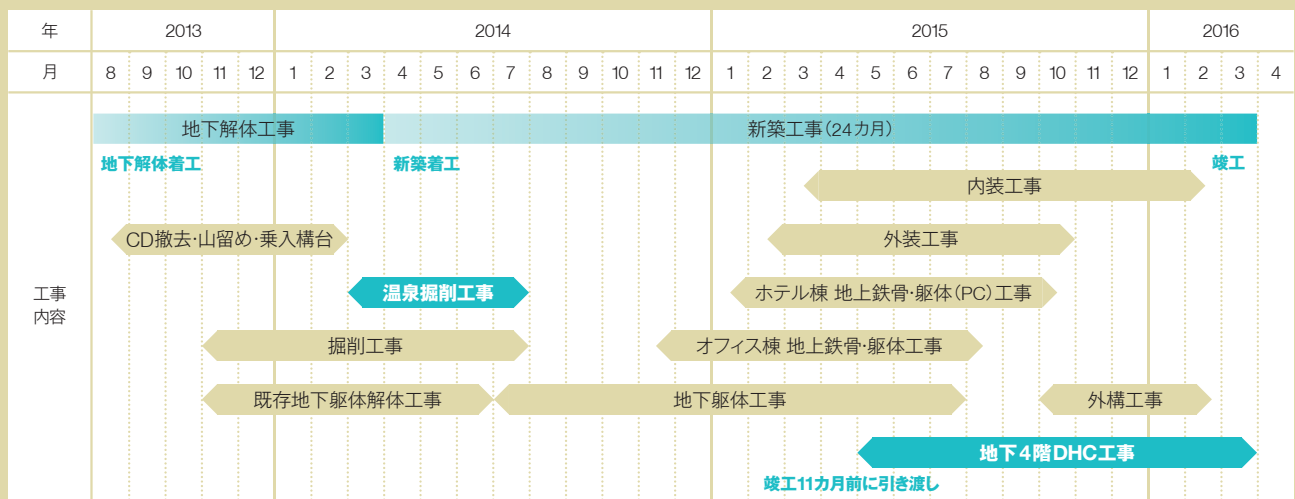 年 2013 2014 2015 2016
月 8 9 10 11 12 1 2 3 4 5 6 7 8 9 10 11 12 1 2 3 4 5 6 7 8 9 10 11 12 1 2 3 4
地下解体工事 新築工事（24カ月）
地下解体着工 新築着工 竣工
内装工事
CD撤去・山留め・乗入構台 外装工事
工事
内容
温泉掘削工事 ホテル棟 地上鉄骨・躯体（PC）工事
掘削工事 オフィス棟 地上鉄骨・躯体工事
既存地下躯体解体工事 地下躯体工事 外構工事
地下4階DHC工事
竣工11カ月前に引き渡し